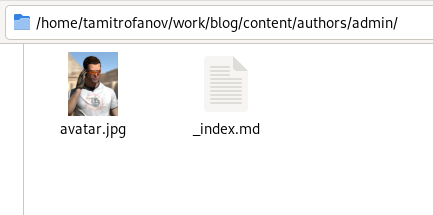 /home/tamitrofanov/work/blog/content/authors/admin/
avatar.jpg
_index.md